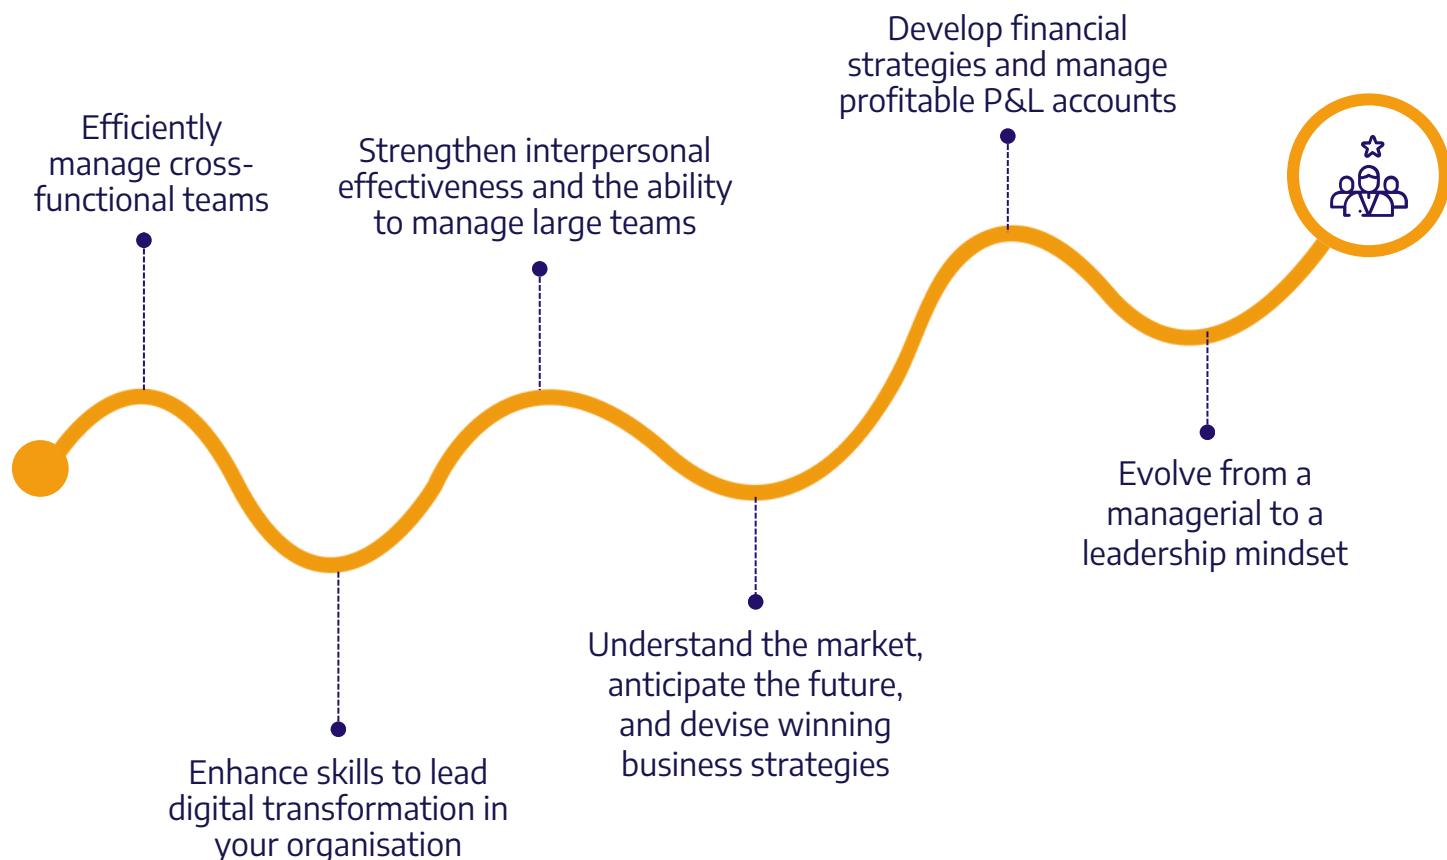 Efficiently
manage cross-
functional teams
Enhance skills to lead
digital transformation in
your organisation
Strengthen interpersonal
effectiveness and the ability
to manage large teams
Understand the market,
anticipate the future,
and devise winning
business strategies
Develop financial
strategies and manage
profitable P&L accounts
Evolve from a
managerial to a
leadership mindset